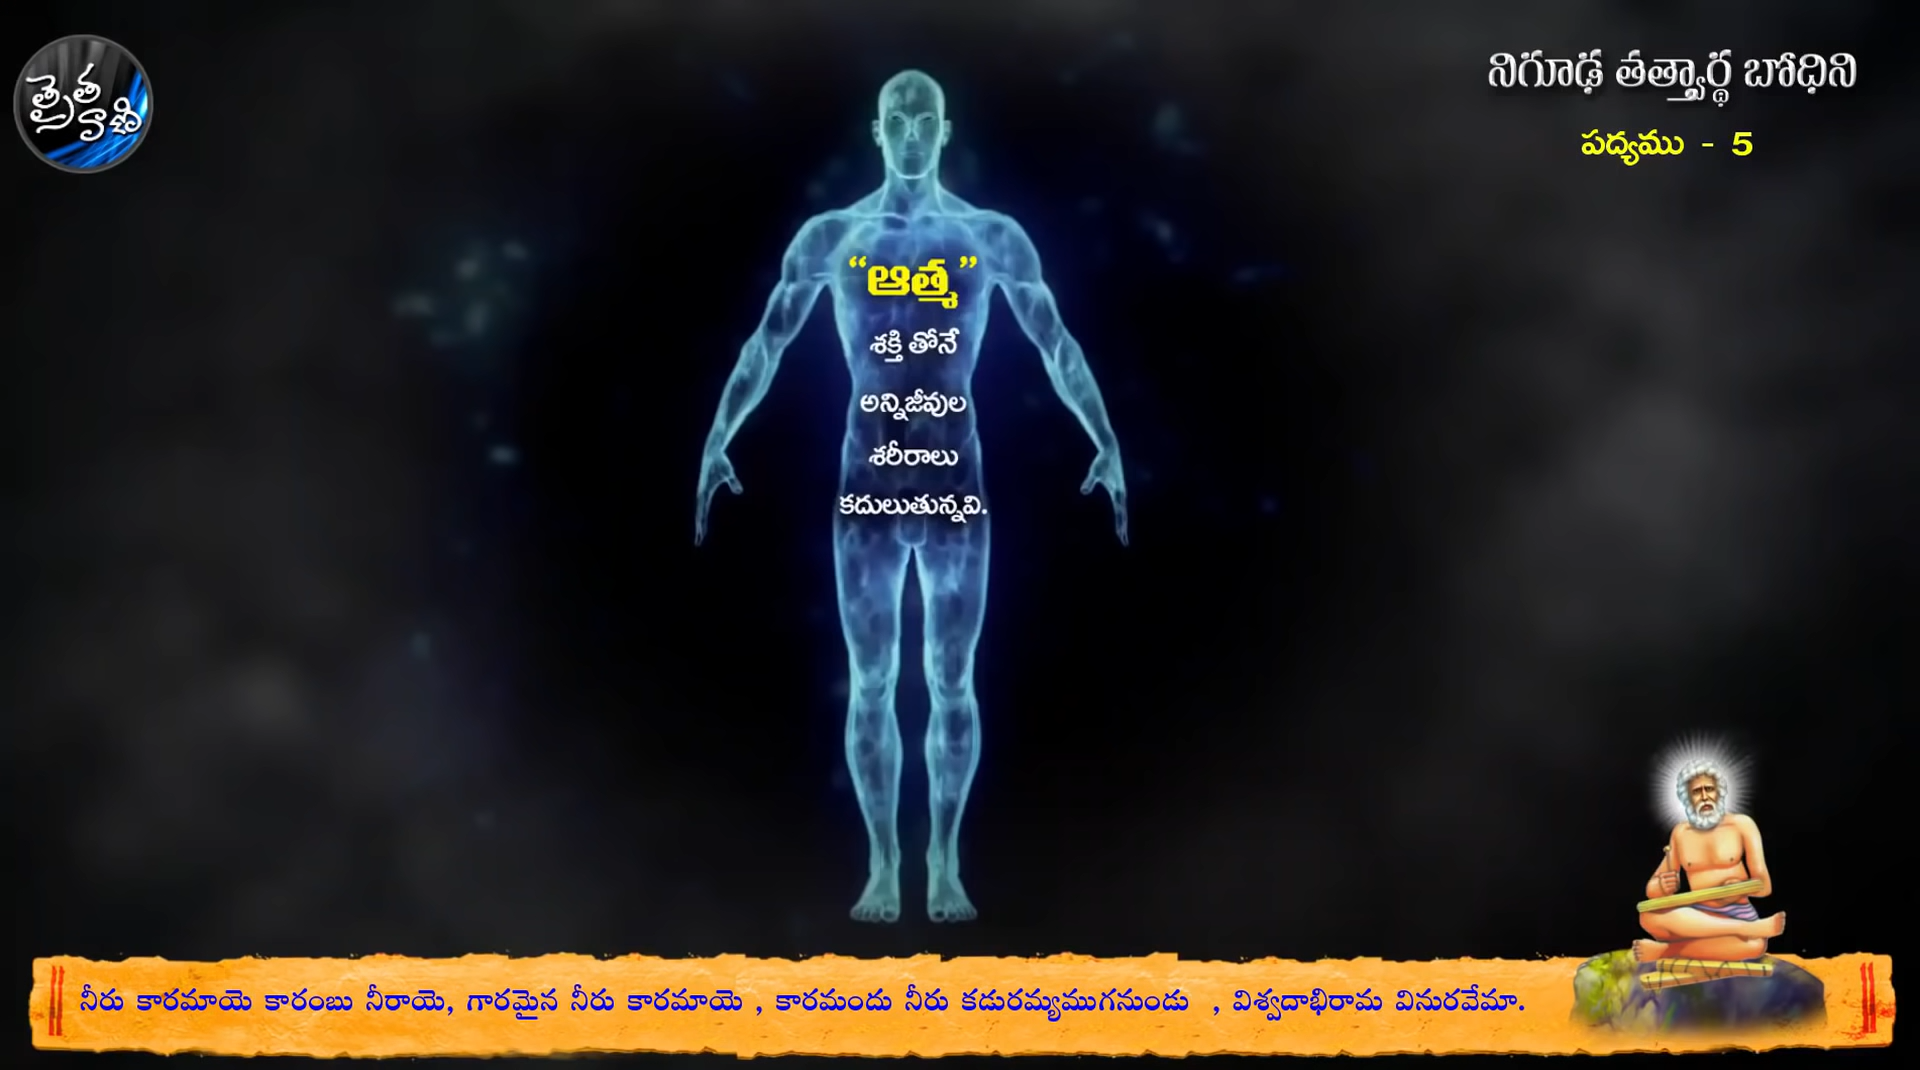 త్రైత
వాణి
నిగూఢ తత్త్వార్థ బోధిని
పద్యము - 5
“ఆత్మ”
శక్తి తోనే
అన్నిజీవుల
శరీరాలు
కదులుతున్నవి.
నీరు కారమాయె కారంబు నీరాయె, గారమైన నీరు కారమాయె , కారమందు నీరు కడురమ్యముగనుండు , విశ్వదాభిరామ వినురవేమా.